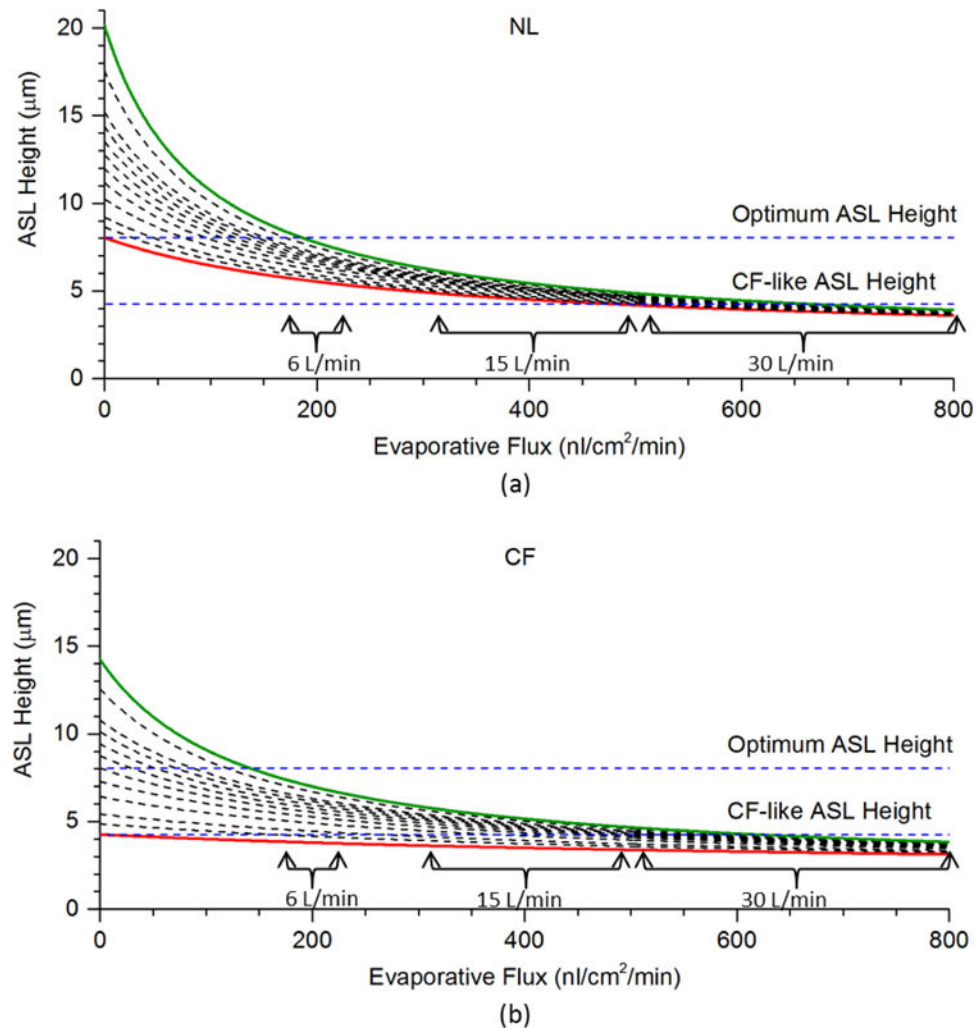 NL
20
15
10
5
0
ASL Height (μm)
Optimum ASL Height
CF-like ASL Height
6 L/min
15 L/min
30 L/min
0
200
400
600
800
Evaporative Flux (nl/cm²/min)
(a)
CF
20
15
10
5
0
ASL Height (μm)
Optimum ASL Height
CF-like ASL Height
6 L/min
15 L/min
30 L/min
0
200
400
600
800
Evaporative Flux (nl/cm²/min)
(b)